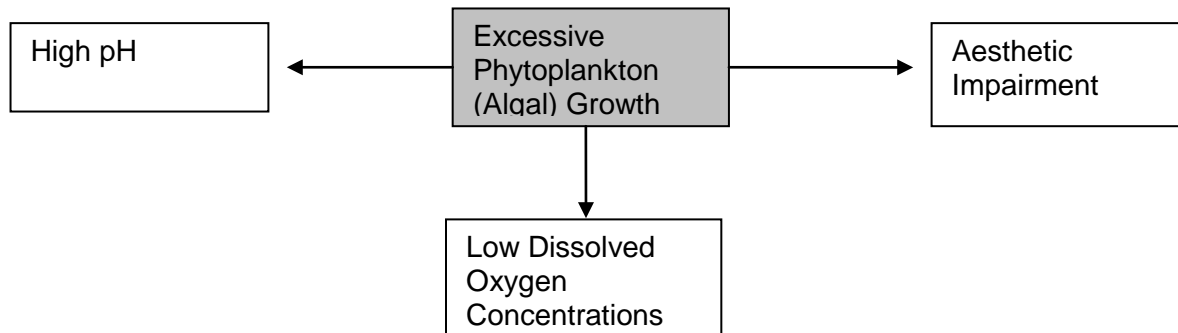 High pH
Excessive
Phytoplankton
(Algal) Growth
Aesthetic
Impairment
Low Dissolved
Oxygen
Concentrations